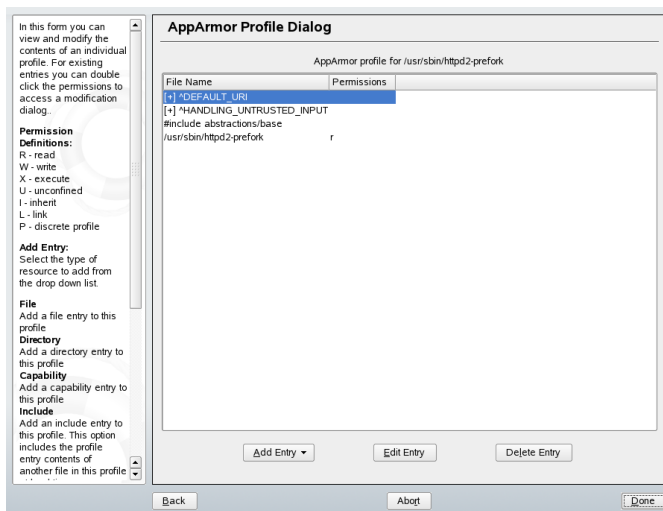 In this form you can
view and modify the
contents of an individual
profile. For existing
entries you can double
click the permissions to
access a modification
dialog..
Permission
Definitions:
R - read
W - write
X - execute
U - unconfined
I - inherit
L - link
P - discrete profile
Add Entry:
Select the type of
resource to add from
the drop down list.
File
Add a file entry to this
profile
Directory
Add a directory entry to
this profile
Capability
Add a capability entry to
this profile
Include
Add an include entry to
this profile. This option
includes the profile
entry contents of
another file in this profile
AppArmor Profile Dialog
AppArmor profile for /usr/sbin/httpd2-prefork
File Name Permissions
[+] ^DEFAULT_URI
[+] ^HANDLING_UNTRUSTED_INPUT
#include abstractions/base
/usr/sbin/httpd2-prefork r
Add Entry Edit Entry Delete Entry
Back Abort Done